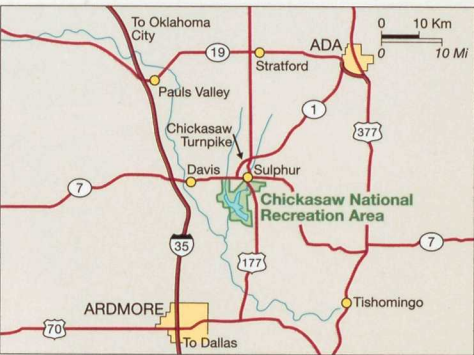 To Oklahoma
City
0 10 Km
0 10 Mi
19
Stratford
ADA
Pauls Valley
1
Chickasaw
Turnpike
377
Davis
Sulphur
7
Chickasaw National
Recreation Area
35
7
177
ARDMORE
Tishomingo
70
To Dallas